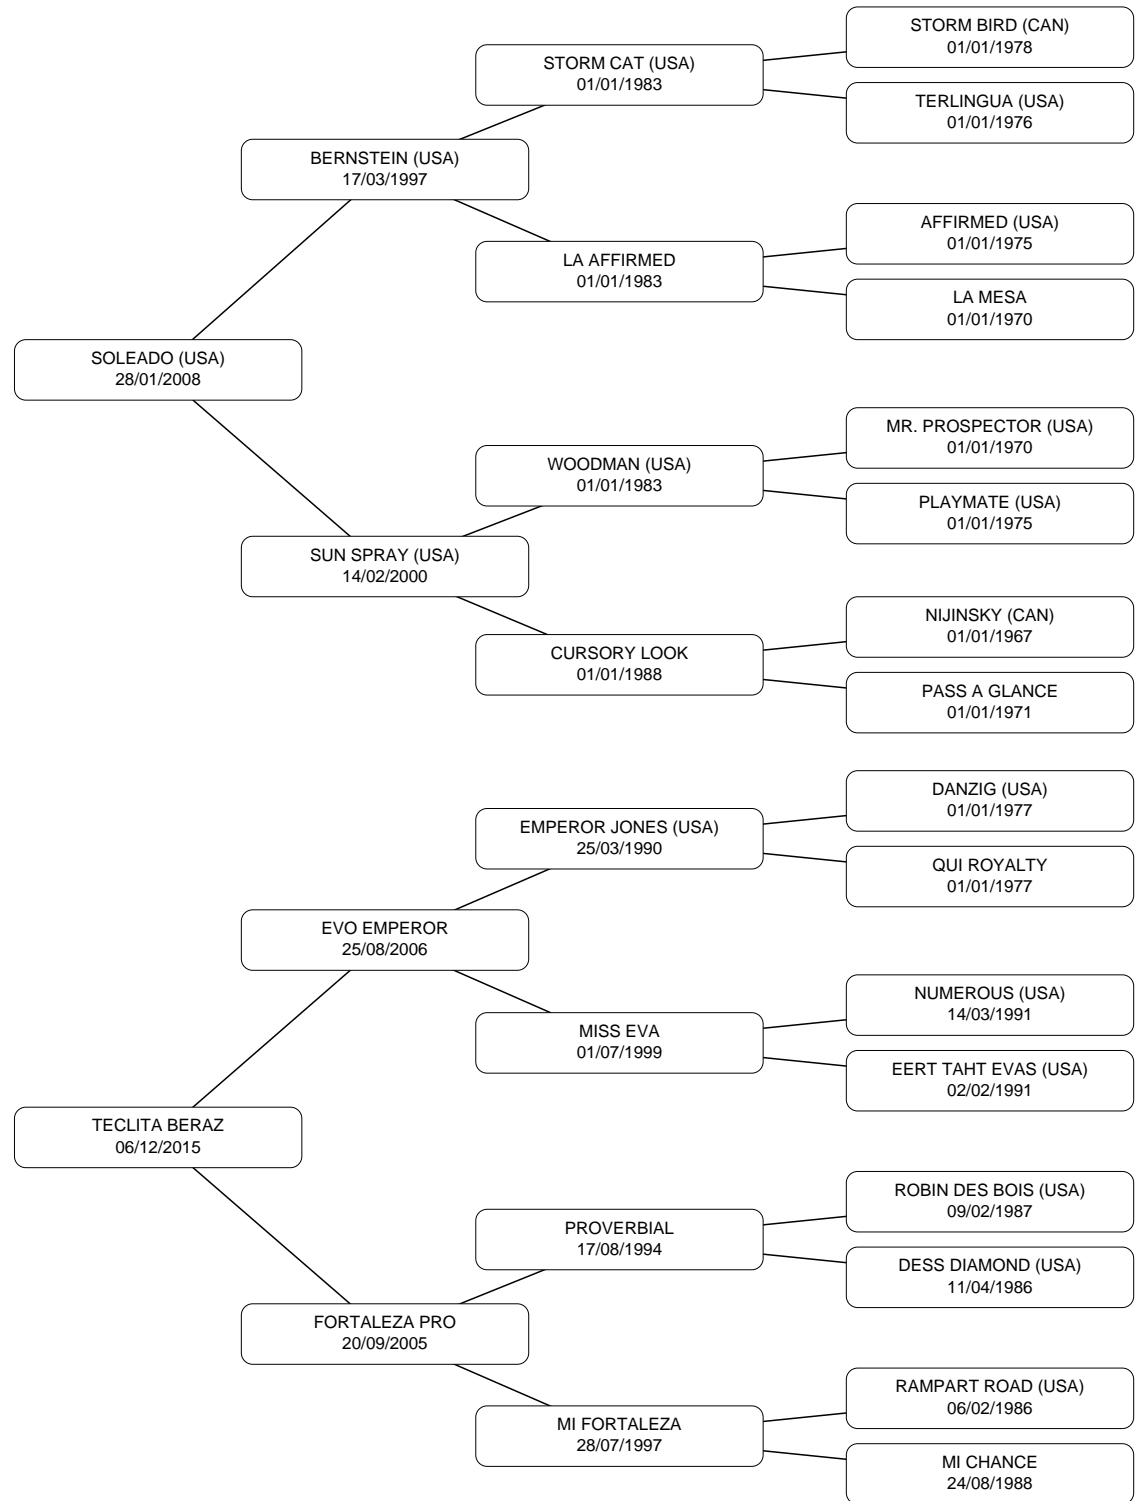 STORM BIRD (CAN)
01/01/1978
STORM CAT (USA)
01/01/1983
TERLINGUA (USA)
01/01/1976
BERNSTEIN (USA)
17/03/1997
AFFIRMED (USA)
01/01/1975
LA AFFIRMED
01/01/1983
LA MESA
01/01/1970
SOLEADO (USA)
28/01/2008
MR. PROSPECTOR (USA)
01/01/1970
WOODMAN (USA)
01/01/1983
PLAYMATE (USA)
01/01/1975
SUN SPRAY (USA)
14/02/2000
NIJINSKY (CAN)
01/01/1967
CURSORY LOOK
01/01/1988
PASS A GLANCE
01/01/1971
DANZIG (USA)
01/01/1977
EMPEROR JONES (USA)
25/03/1990
QUI ROYALTY
01/01/1977
EVO EMPEROR
25/08/2006
NUMEROUS (USA)
14/03/1991
MISS EVA
01/07/1999
EERT TAHT EVAS (USA)
02/02/1991
TECLITA BERAZ
06/12/2015
ROBIN DES BOIS (USA)
09/02/1987
PROVERBIAL
17/08/1994
DESS DIAMOND (USA)
11/04/1986
FORTALEZA PRO
20/09/2005
RAMPART ROAD (USA)
06/02/1986
MI FORTALEZA
28/07/1997
MI CHANCE
24/08/1988